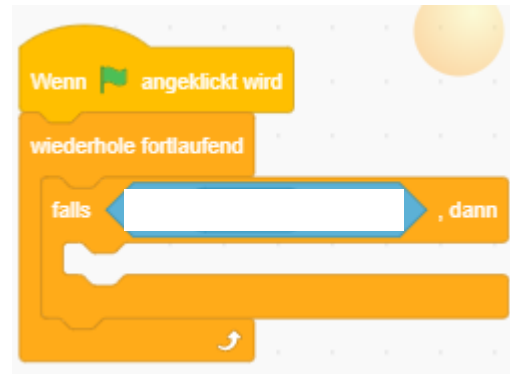 Wenn angeklickt wird
wiederhole fortlaufend
falls , dann